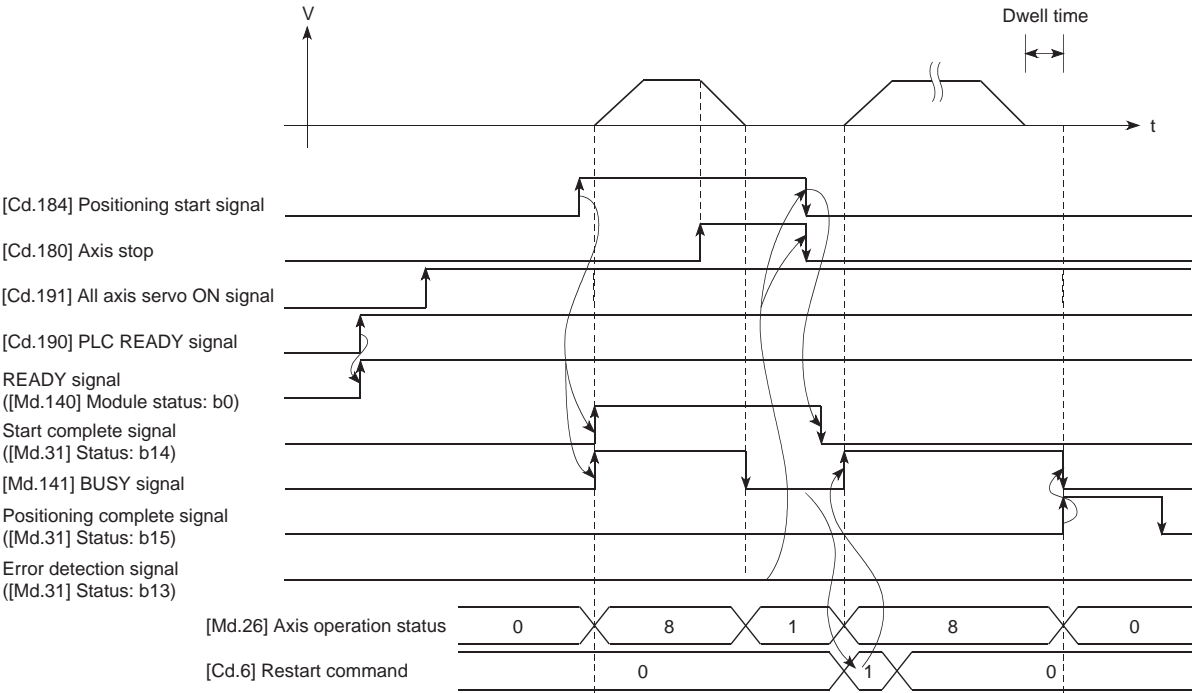 V
Dwell time
t
[Cd.184] Positioning start signal
[Cd.180] Axis stop
[Cd.191] All axis servo ON signal
[Cd.190] PLC READY signal
READY signal
([Md.140] Module status: b0)
Start complete signal
([Md.31] Status: b14)
[Md.141] BUSY signal
Positioning complete signal
([Md.31] Status: b15)
Error detection signal
([Md.31] Status: b13)
[Md.26] Axis operation status 0 8 1 8 0
[Cd.6] Restart command 0 1 0